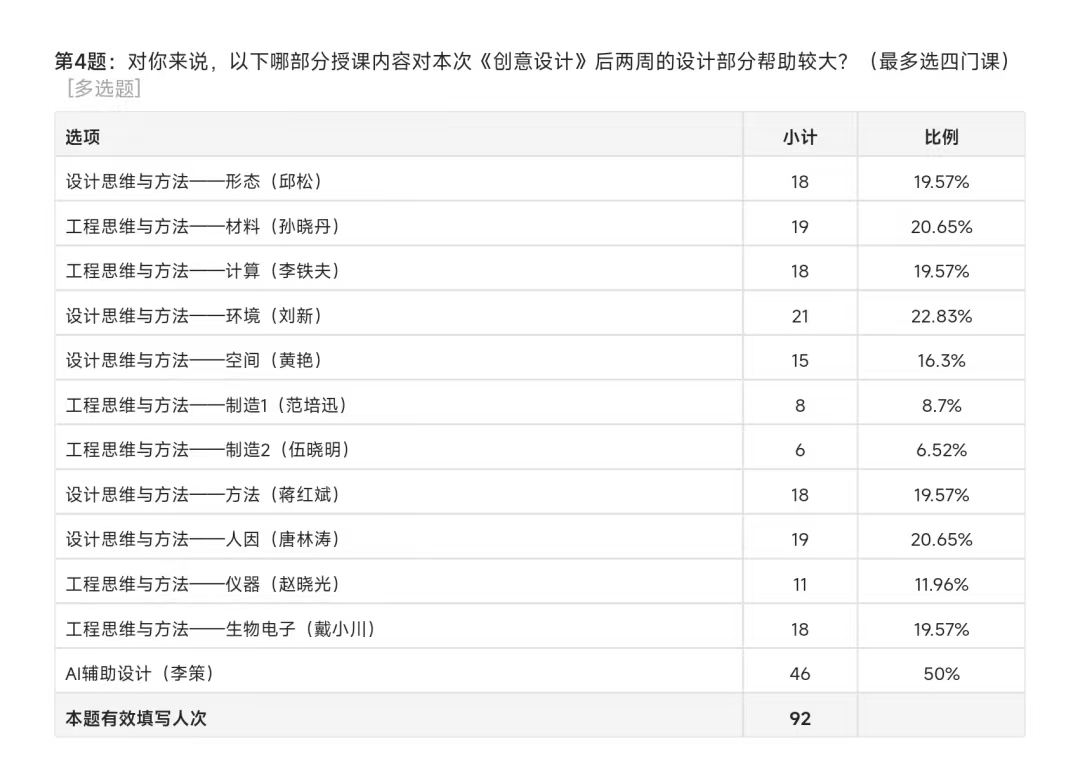 第4题：对你来说，以下哪部分授课内容对本次《创意设计》后两周的设计部分帮助较大？（最多选四门课）
[多选题]
选项 小计 比例
设计思维与方法——形态（邱松） 18 19.57%
工程思维与方法——材料（孙晓丹） 19 20.65%
工程思维与方法——计算（李铁夫） 18 19.57%
设计思维与方法——环境（刘新） 21 22.83%
设计思维与方法——空间（黄艳） 15 16.3%
工程思维与方法——制造1（范培迅） 8 8.7%
工程思维与方法——制造2（伍晓明） 6 6.52%
设计思维与方法——方法（蒋红斌） 18 19.57%
设计思维与方法——人因（唐林涛） 19 20.65%
工程思维与方法——仪器（赵晓光） 11 11.96%
工程思维与方法——生物电子（戴小川） 18 19.57%
AI辅助设计（李策） 46 50%
本题有效填写人次 92